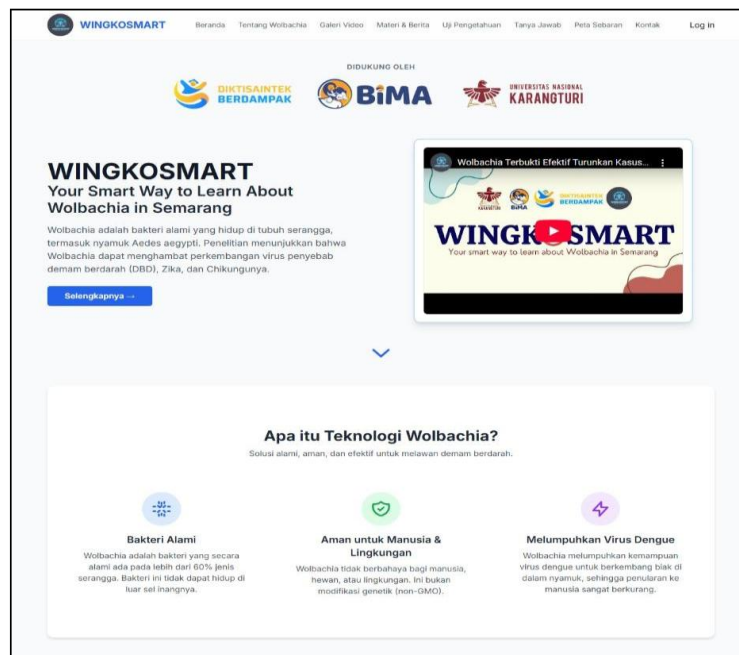 WINGKOSMART
Beranda Tentang Wolbachia Galeri Video Materi & Berita Uji Pengetahuan Tanya Jawab Peta Sebaran Kontak Log in
DIDUKUNG OLEH
DIKTISAINTEK
BERDAMPAK
BiMA
UNIVERSITAS NASIONAL
KARANGTURI
WINGKOSMART
Your Smart Way to Learn About
Wolbachia in Semarang
Wolbachia adalah bakteri alami yang hidup di tubuh serangga,
termasuk nyamuk Aedes aegypti. Penelitian menunjukkan bahwa
Wolbachia dapat menghambat perkembangan virus penyebab
demam berdarah (DBD), Zika, dan Chikungunya.
Selengkapnya →
Wolbachia Terbukti Efektif Turunkan Kasus...
KARANGTURI
BiMA
DIKTISAINTEK
BERDAMPAK
WINGKOSMART
Your smart way to learn about Wolbachia in Semarang
Apa itu Teknologi Wolbachia?
Solusi alami, aman, dan efektif untuk melawan demam berdarah.
Bakteri Alami
Wolbachia adalah bakteri yang secara
alami ada pada lebih dari 60% jenis
serangga. Bakteri ini tidak dapat hidup di
luar sel inangnya.
Aman untuk Manusia &
Lingkungan
Wolbachia tidak berbahaya bagi manusia,
hewan, atau lingkungan. Ini bukan
modifikasi genetik (non-GMO).
Melumpuhkan Virus Dengue
Wolbachia melumpuhkan kemampuan
virus dengue untuk berkembang biak di
dalam nyamuk, sehingga penularan ke
manusia sangat berkurang.